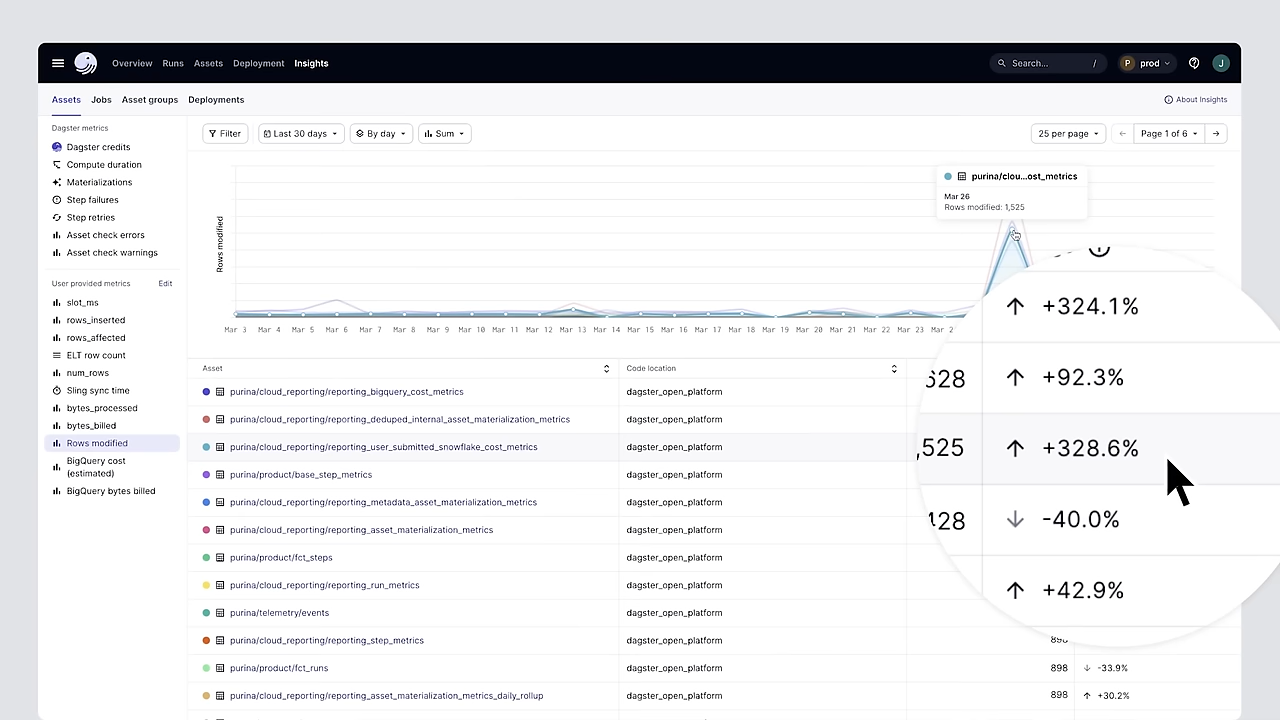 Overview Runs Assets Deployment Insights Search... / P prod J
Assets Jobs Asset groups Deployments About Insights
Dagster metrics
Dagster credits
Compute duration
Materializations
Step failures
Step retries
Asset check errors
Asset check warnings
User provided metrics Edit
slot_ms
rows_inserted
rows_affected
ELT row count
num_rows
Sling sync time
bytes_processed
bytes_billed
Rows modified
BigQuery cost
(estimated)
BigQuery bytes billed
Filter Last 30 days By day Sum 25 per page Page 1 of 6
Rows modified
purina/clou...ost_metrics
Mar 26
Rows modified: 1,525
Mar 3 Mar 4 Mar 5 Mar 6 Mar 7 Mar 8 Mar 9 Mar 10 Mar 11 Mar 12 Mar 13 Mar 14 Mar 15 Mar 16 Mar 17 Mar 18 Mar 19 Mar 20 Mar 21 Mar 22 Mar 23 Mar 2
Asset Code location
purina/cloud_reporting/reporting_bigquery_cost_metrics dagster_open_platform
purina/cloud_reporting/reporting_deduped_internal_asset_materialization_metrics dagster_open_platform
purina/cloud_reporting/reporting_user_submitted_snowflake_cost_metrics dagster_open_platform
purina/product/base_step_metrics dagster_open_platform
purina/cloud_reporting/reporting_metadata_asset_materialization_metrics dagster_open_platform
purina/cloud_reporting/reporting_asset_materialization_metrics dagster_open_platform
purina/product/fct_steps dagster_open_platform
purina/cloud_reporting/reporting_run_metrics dagster_open_platform
purina/telemetry/events dagster_open_platform
purina/cloud_reporting/reporting_step_metrics dagster_open_platform 898
purina/product/fct_runs dagster_open_platform 898 -33.9%
purina/cloud_reporting/reporting_asset_materialization_metrics_daily_rollup dagster_open_platform 898 +30.2%
+324.1%
628 +92.3%
,525 +328.6%
428 -40.0%
+42.9%